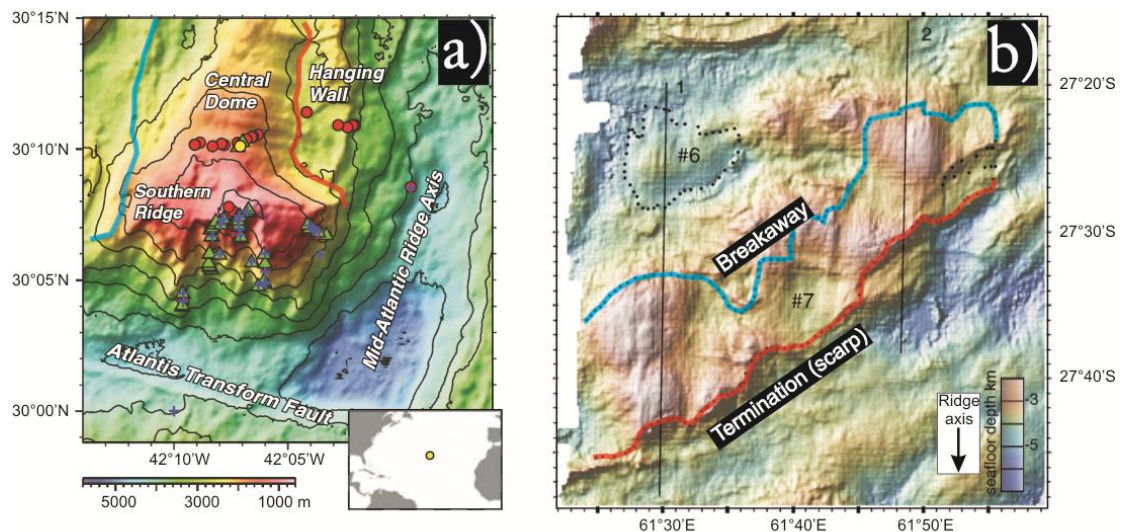 30°15'N
30°10'N
30°05'N
30°00'N
a)
Central
Dome
Hanging
Wall
Southern
Ridge
Mid-Atlantic Ridge Axis
Atlantis Transform Fault
42°10'W
42°05'W
5000
3000
1000 m
b)
1
2
#6
Breakaway
#7
Termination (scarp)
Ridge
axis
seafloor depth km
-3
-5
27°20'S
27°30'S
27°40'S
61°30'E
61°40'E
61°50'E